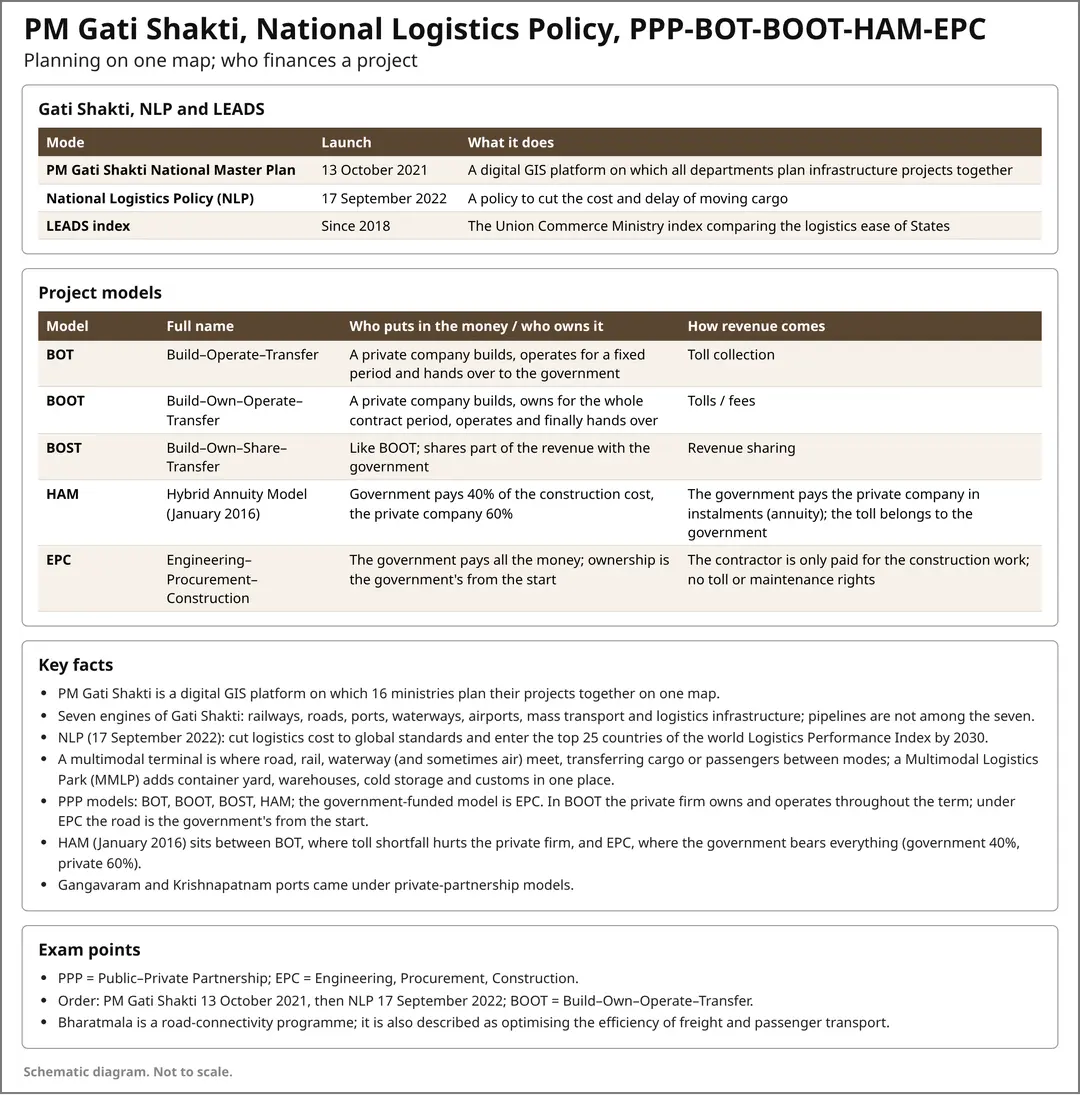 PM Gati Shakti, National Logistics Policy, PPP-BOT-BOOT-HAM-EPC
Planning on one map; who finances a project
Gati Shakti, NLP and LEADS
Mode Launch What it does
PM Gati Shakti National Master Plan 13 October 2021 A digital GIS platform on which all departments plan infrastructure projects together
National Logistics Policy (NLP) 17 September 2022 A policy to cut the cost and delay of moving cargo
LEADS index Since 2018 The Union Commerce Ministry index comparing the logistics ease of States
Project models
Model Full name Who puts in the money / who owns it How revenue comes
BOT Build–Operate–Transfer A private company builds, operates for a fixed Toll collection
period and hands over to the government
BOOT Build–Own–Operate– A private company builds, owns for the whole Tolls / fees
Transfer contract period, operates and finally hands over
BOST Build–Own–Share– Like BOOT; shares part of the revenue with the Revenue sharing
Transfer government
HAM Hybrid Annuity Model Government pays 40% of the construction cost, The government pays the private company in
(January 2016) the private company 60% instalments (annuity); the toll belongs to the
government
EPC Engineering– The government pays all the money; ownership is The contractor is only paid for the construction work;
Procurement– the government's from the start no toll or maintenance rights
Construction
Key facts
• PM Gati Shakti is a digital GIS platform on which 16 ministries plan their projects together on one map.
• Seven engines of Gati Shakti: railways, roads, ports, waterways, airports, mass transport and logistics infrastructure; pipelines are not among the seven.
• NLP (17 September 2022): cut logistics cost to global standards and enter the top 25 countries of the world Logistics Performance Index by 2030.
• A multimodal terminal is where road, rail, waterway (and sometimes air) meet, transferring cargo or passengers between modes; a Multimodal Logistics
Park (MMLP) adds container yard, warehouses, cold storage and customs in one place.
• PPP models: BOT, BOOT, BOST, HAM; the government-funded model is EPC. In BOOT the private firm owns and operates throughout the term; under
EPC the road is the government's from the start.
• HAM (January 2016) sits between BOT, where toll shortfall hurts the private firm, and EPC, where the government bears everything (government 40%,
private 60%).
• Gangavaram and Krishnapatnam ports came under private-partnership models.
Exam points
• PPP = Public–Private Partnership; EPC = Engineering, Procurement, Construction.
• Order: PM Gati Shakti 13 October 2021, then NLP 17 September 2022; BOOT = Build–Own–Operate–Transfer.
• Bharatmala is a road-connectivity programme; it is also described as optimising the efficiency of freight and passenger transport.
Schematic diagram. Not to scale.